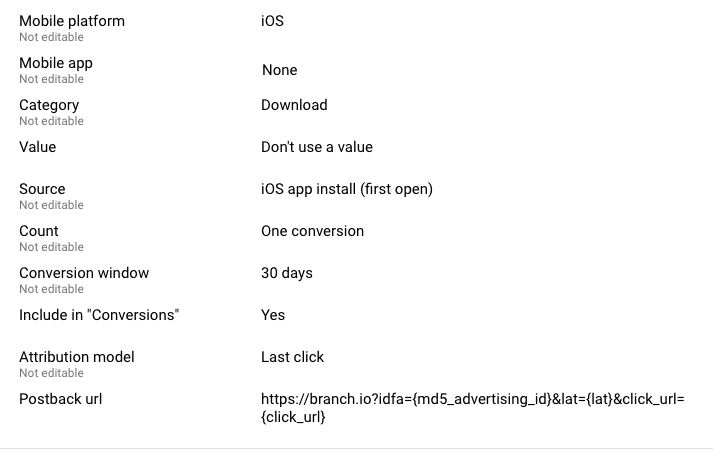 Mobile platform iOS
Not editable
Mobile app None
Not editable
Category Download
Not editable
Value Don't use a value
Source iOS app install (first open)
Not editable
Count One conversion
Not editable
Conversion window 30 days
Not editable
Include in "Conversions" Yes
Attribution model Last click
Not editable
Postback url https://branch.io?idfa={md5_advertising_id}&lat={lat}&click_url=
{click_url}